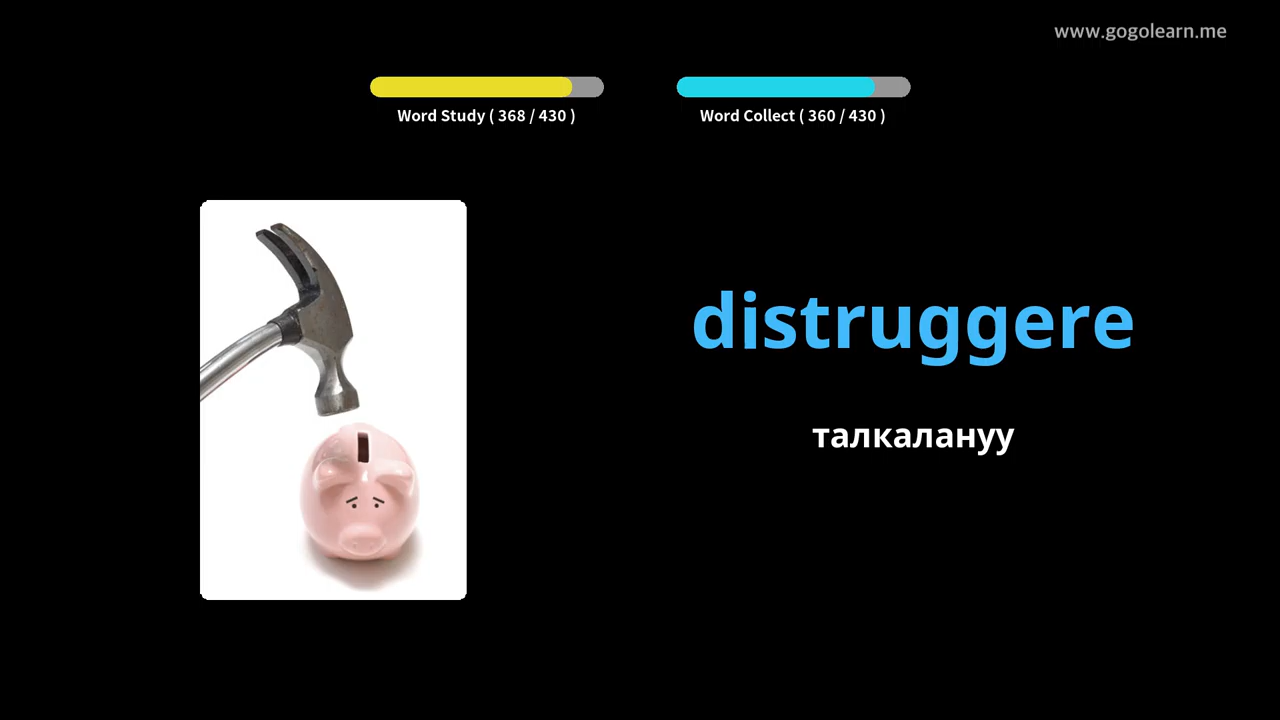 www.gogolearn.me
Word Study ( 368 / 430 )
Word Collect ( 360 / 430 )
distruggere
талкалануу